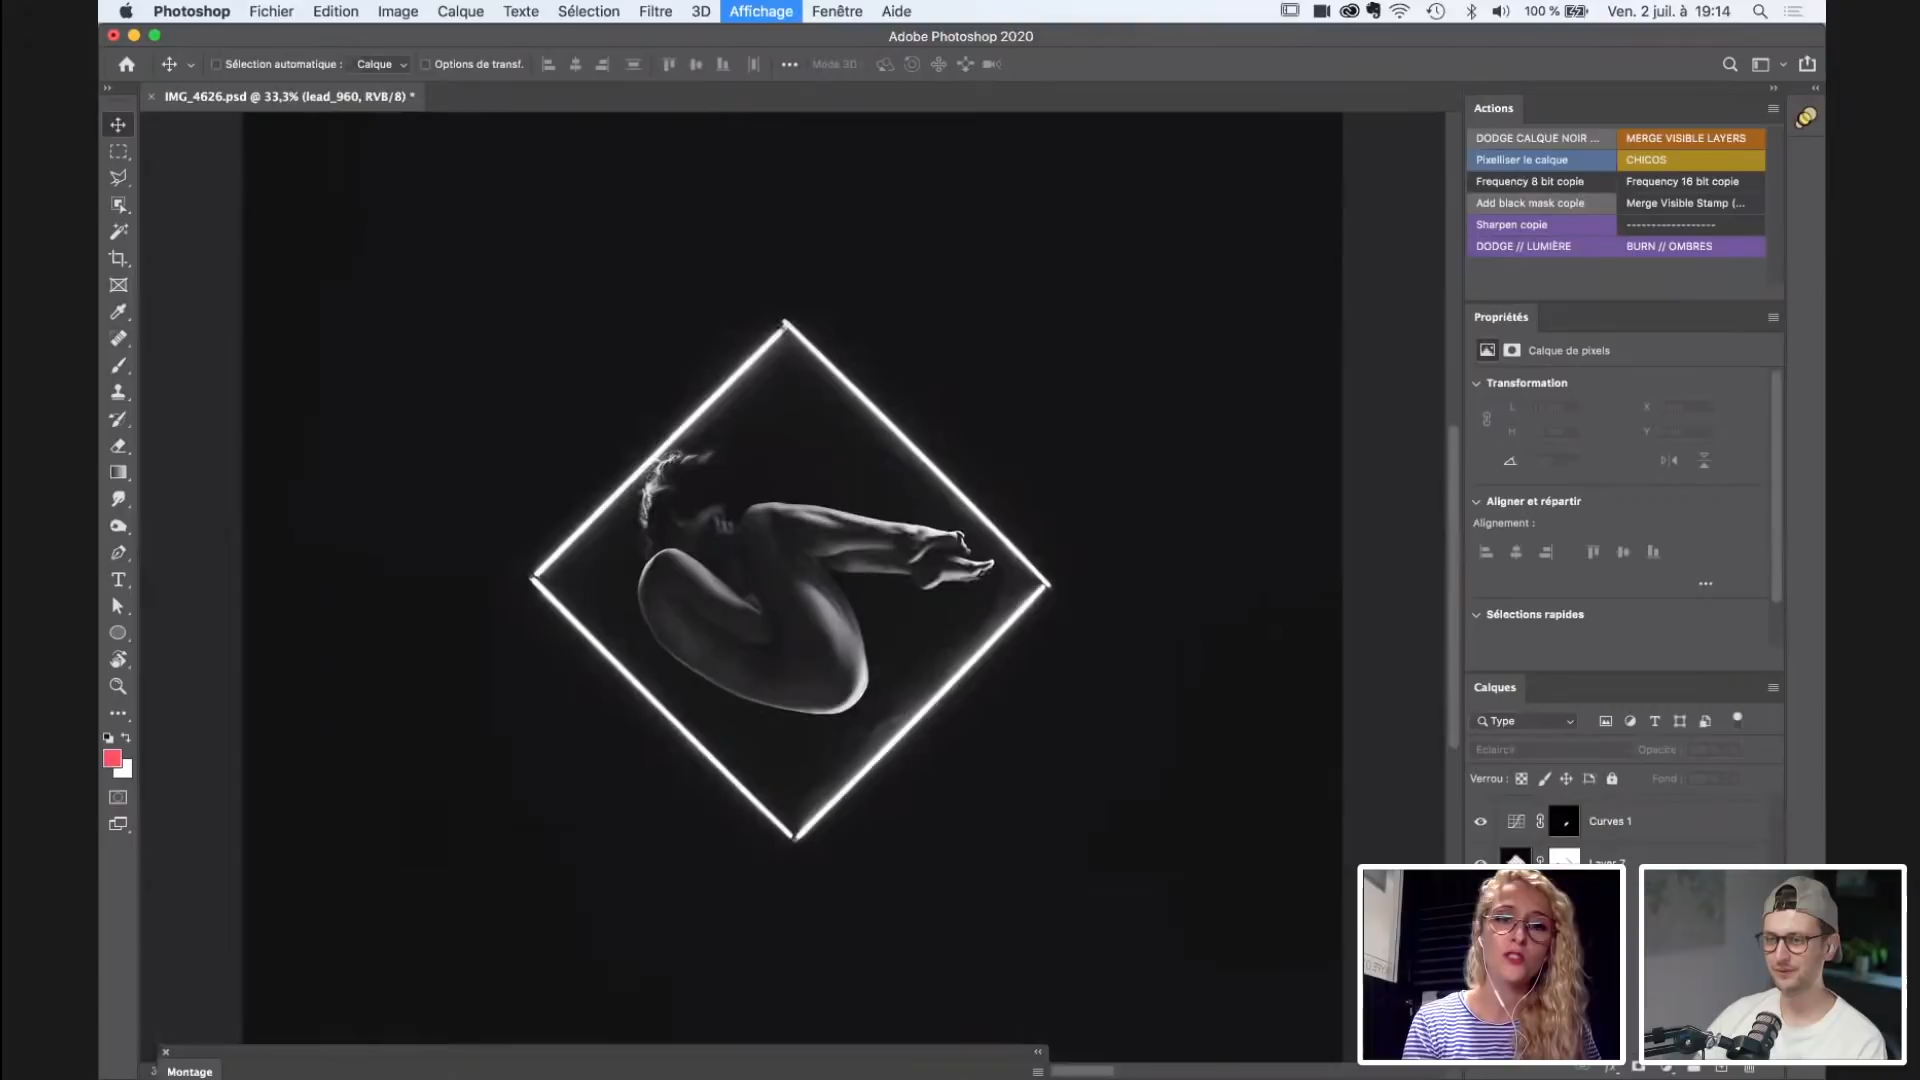 Photoshop Fichier Edition Image Calque Texte Sélection Filtre 3D Affichage Fenêtre Aide 100 % Ven. 2 juil. à 19:14
Adobe Photoshop 2020
Sélection automatique : Calque Options de transf. Mode 3D
IMG_4626.psd @ 33,3% (lead_960, RVB/8) *
Actions
DODGE CALQUE NOIR ... MERGE VISIBLE LAYERS
Pixelliser le calque CHICOS
Frequency 8 bit copie Frequency 16 bit copie
Add black mask copie Merge Visible Stamp (...
Sharpen copie -----------------
DODGE // LUMIÈRE BURN // OMBRES
Propriétés
Calque de pixels
Transformation
L X
H Y
Aligner et répartir
Alignement :
Sélections rapides
Calques
Type
Eclaircir Opacité :
Verrou : Fond :
Curves 1
Montage